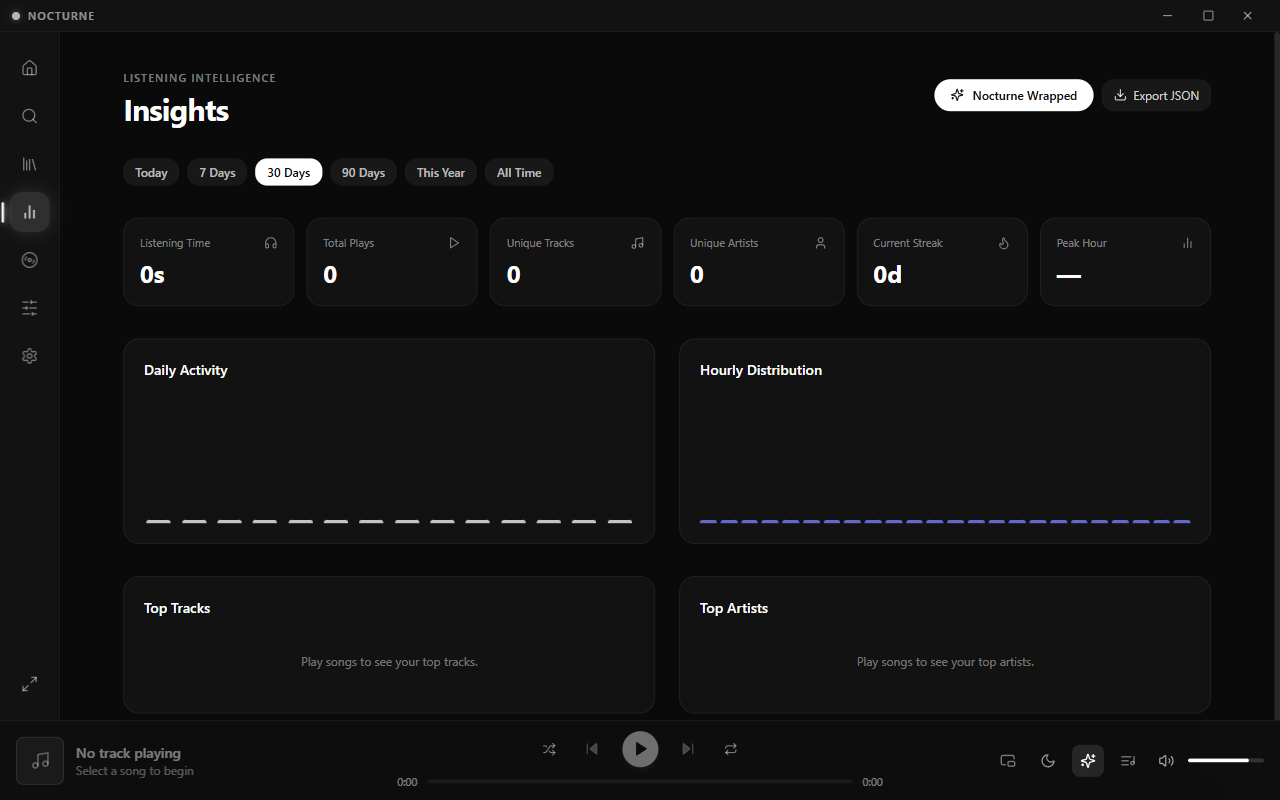 NOCTURNE
LISTENING INTELLIGENCE
Insights
Nocturne Wrapped
Export JSON
Today
7 Days
30 Days
90 Days
This Year
All Time
Listening Time
0s
Total Plays
0
Unique Tracks
0
Unique Artists
0
Current Streak
0d
Peak Hour
—
Daily Activity
Hourly Distribution
Top Tracks
Play songs to see your top tracks.
Top Artists
Play songs to see your top artists.
No track playing
Select a song to begin
0:00
0:00